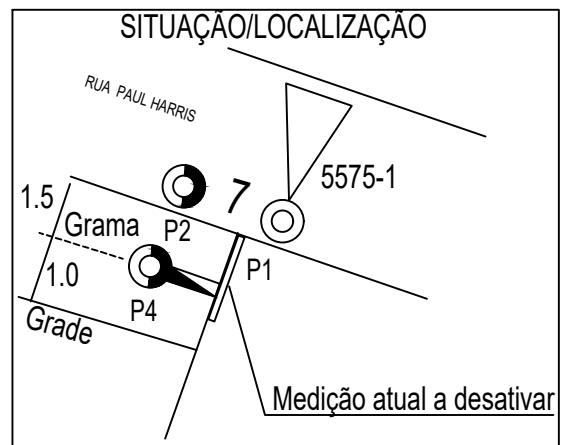 SITUAÇÃO/LOCALIZAÇÃO
RUA PAUL HARRIS
5575-1
7
1.5
Grama
P2
P1
1.0
P4
Grade
Medição atual a desativar